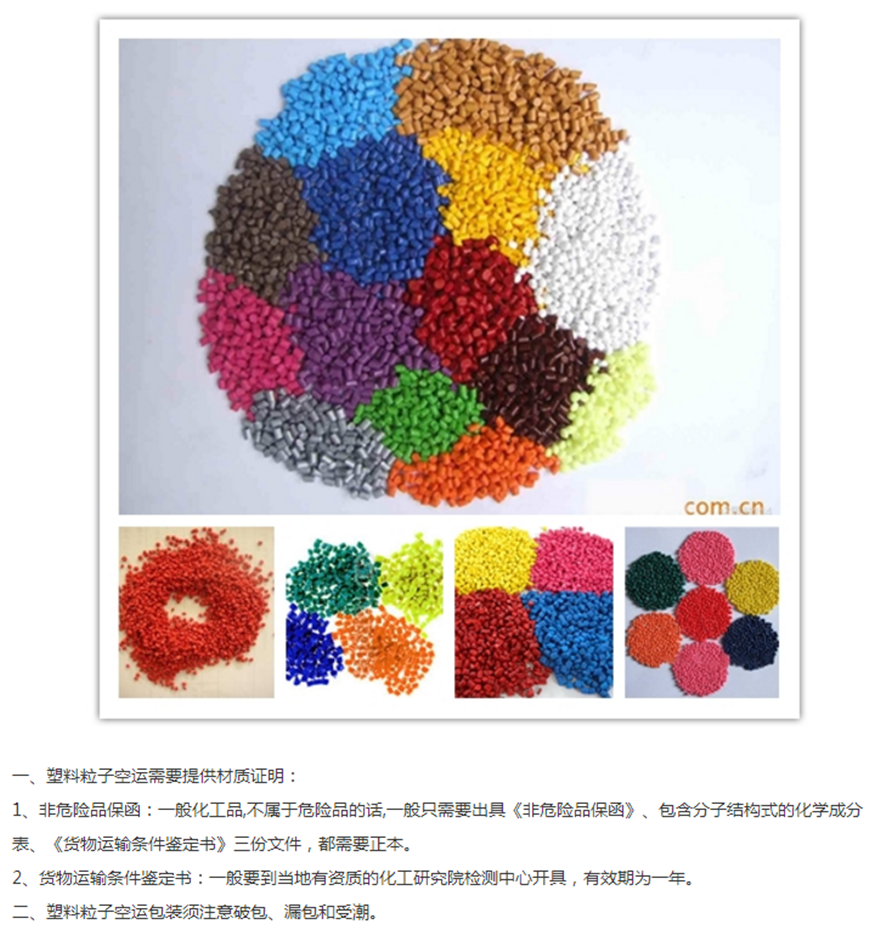 com.cn
一、塑料粒子空运需要提供材质证明：
1、非危险品保函：一般化工品,不属于危险品的话,一般只需要出具《非危险品保函》、包含分子结构式的化学成分
表、《货物运输条件鉴定书》三份文件，都需要正本。
2、货物运输条件鉴定书：一般要到当地有资质的化工研究院检测中心开具，有效期为一年。
二、塑料粒子空运包装须注意破包、漏包和受潮。